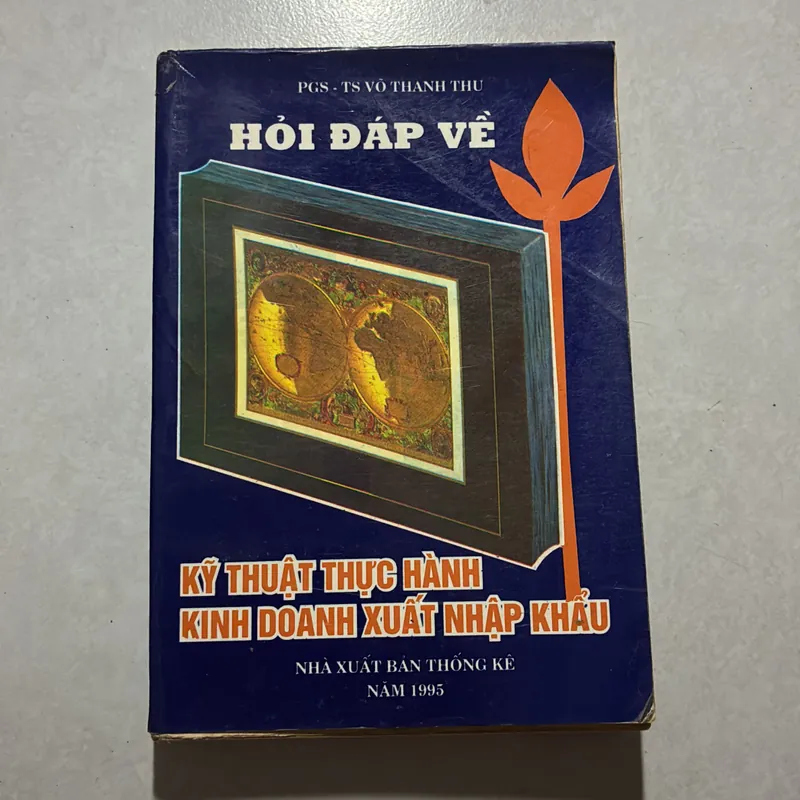 PGS - TS VÕ THANH THU
HỎI ĐÁP VỀ
KỸ THUẬT THỰC HÀNH
KINH DOANH XUẤT NHẬP KHẨU
NHÀ XUẤT BẢN THỐNG KÊ
NĂM 1995